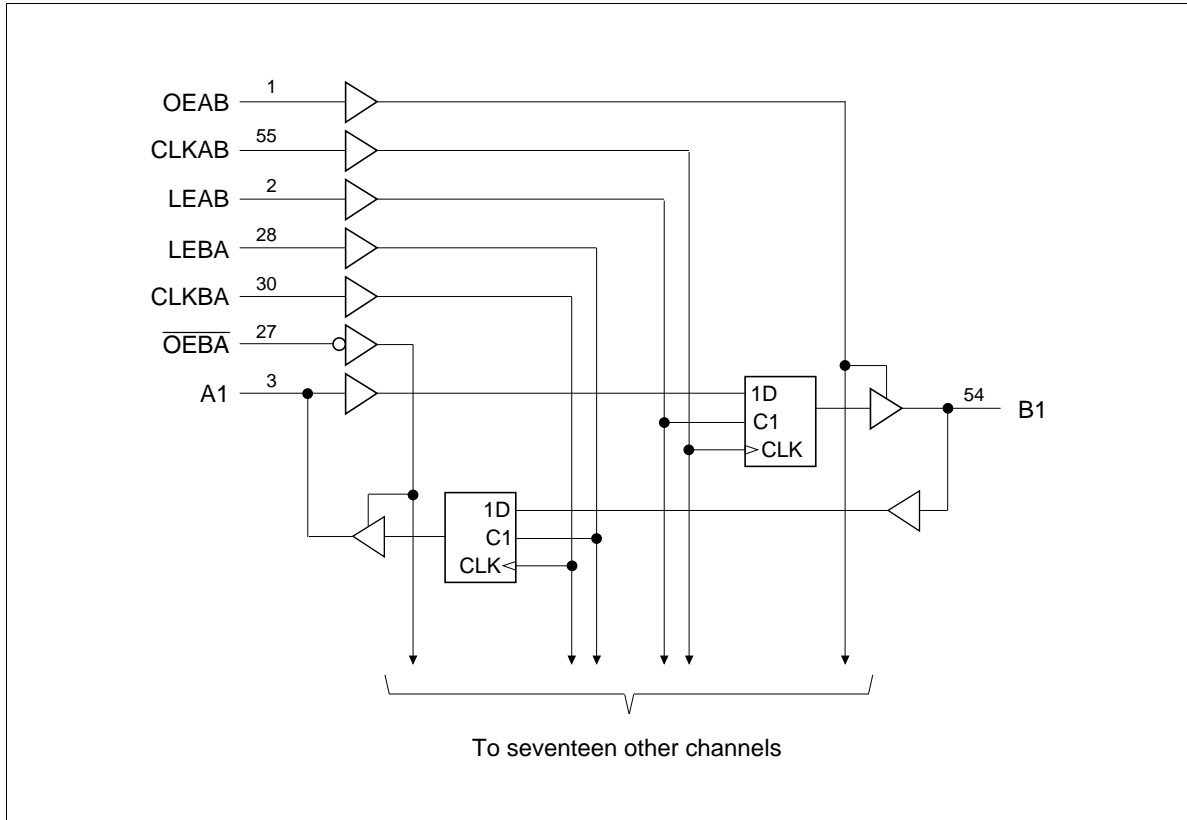 OEAB 1
CLKAB 55
LEAB 2
LEBA 28
CLKBA 30
O̅E̅B̅A̅ 27
A1 3
1D
C1
CLK
54 B1
1D
C1
CLK
To seventeen other channels